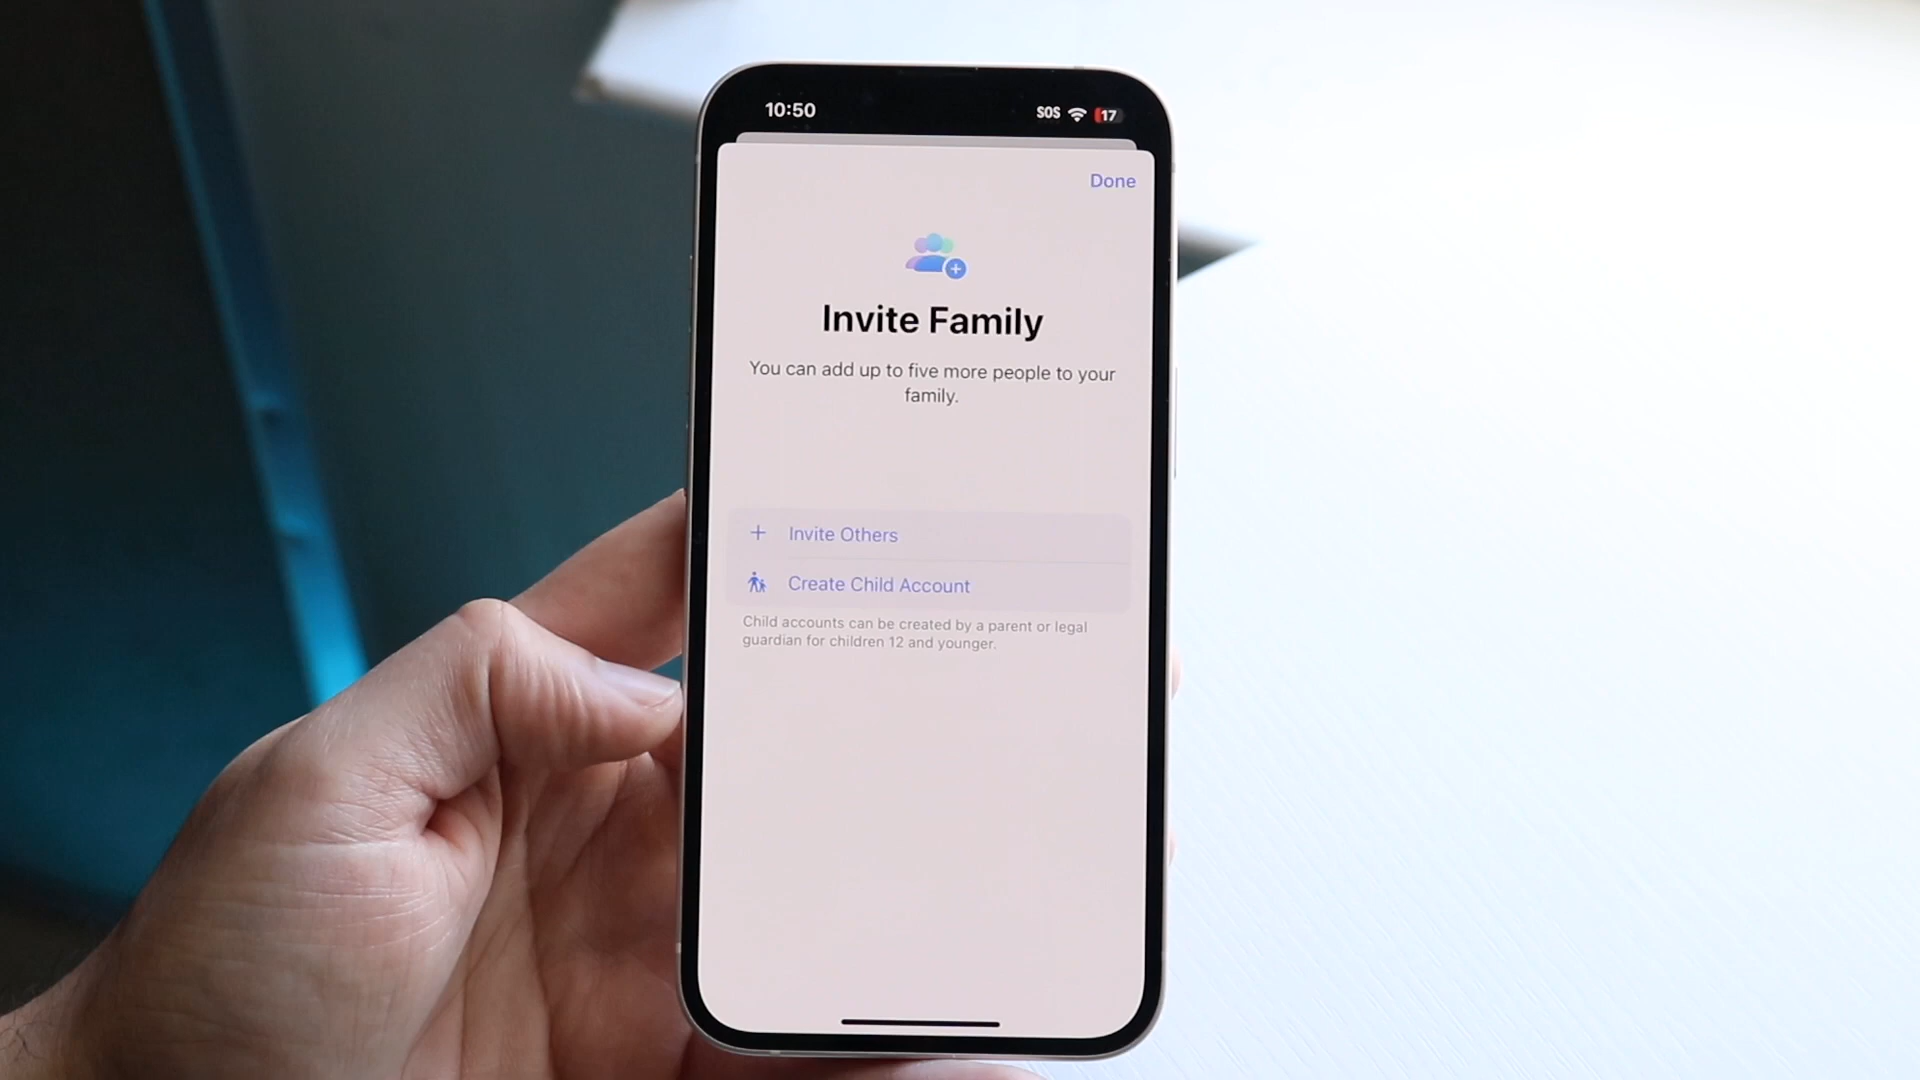 10:50 SOS 17
Done
Invite Family
You can add up to five more people to your
family.
Invite Others
Create Child Account
Child accounts can be created by a parent or legal
guardian for children 12 and younger.